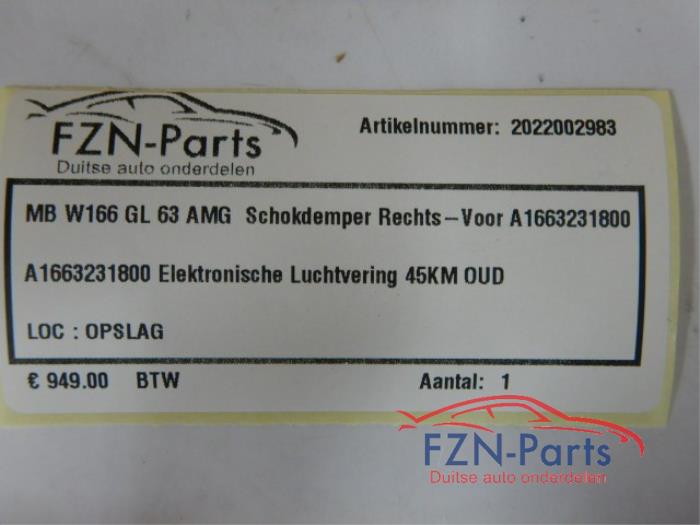 FZN-Parts
Duitse auto onderdelen
Artikelnummer: 2022002983
MB W166 GL 63 AMG Schokdemper Rechts-Voor A1663231800
A1663231800 Elektronische Luchtvering 45KM OUD
LOC : OPSLAG
€ 949.00 BTW Aantal: 1
FZN-Parts
Duitse auto onderdelen